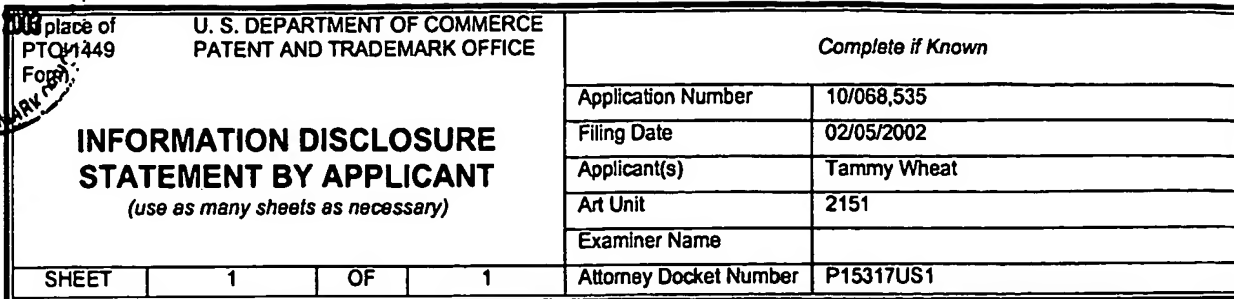 place of
PTO/1449
Form
U. S. DEPARTMENT OF COMMERCE
PATENT AND TRADEMARK OFFICE
INFORMATION DISCLOSURE
STATEMENT BY APPLICANT
(use as many sheets as necessary)
SHEET 1 OF 1
Complete if Known
Application Number 10/068,535
Filing Date 02/05/2002
Applicant(s) Tammy Wheat
Art Unit 2151
Examiner Name
Attorney Docket Number P15317US1